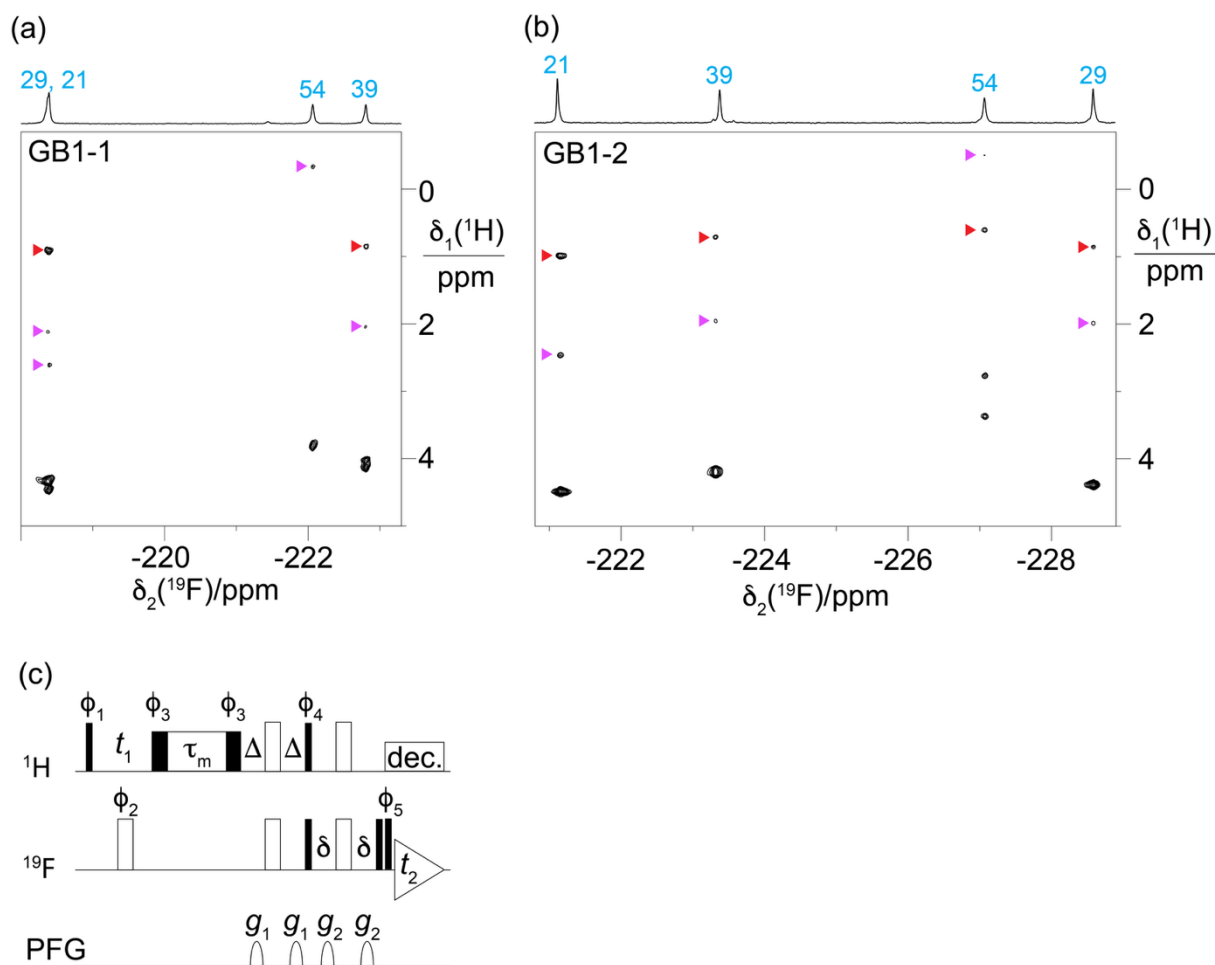 (a)
29, 21
54
39
GB1-1
0
2
4
δ₁(¹H)
ppm
-220
-222
δ₂(¹⁹F)/ppm
(b)
21
39
54
29
GB1-2
0
2
4
δ₁(¹H)
ppm
-222
-224
-226
-228
δ₂(¹⁹F)/ppm
(c)
ϕ₁ ϕ₃ ϕ₃ ϕ₄
¹H t₁ τₘ Δ Δ dec.
ϕ₂ ϕ₅
¹⁹F δ δ t₂
g₁ g₁ g₂ g₂
PFG